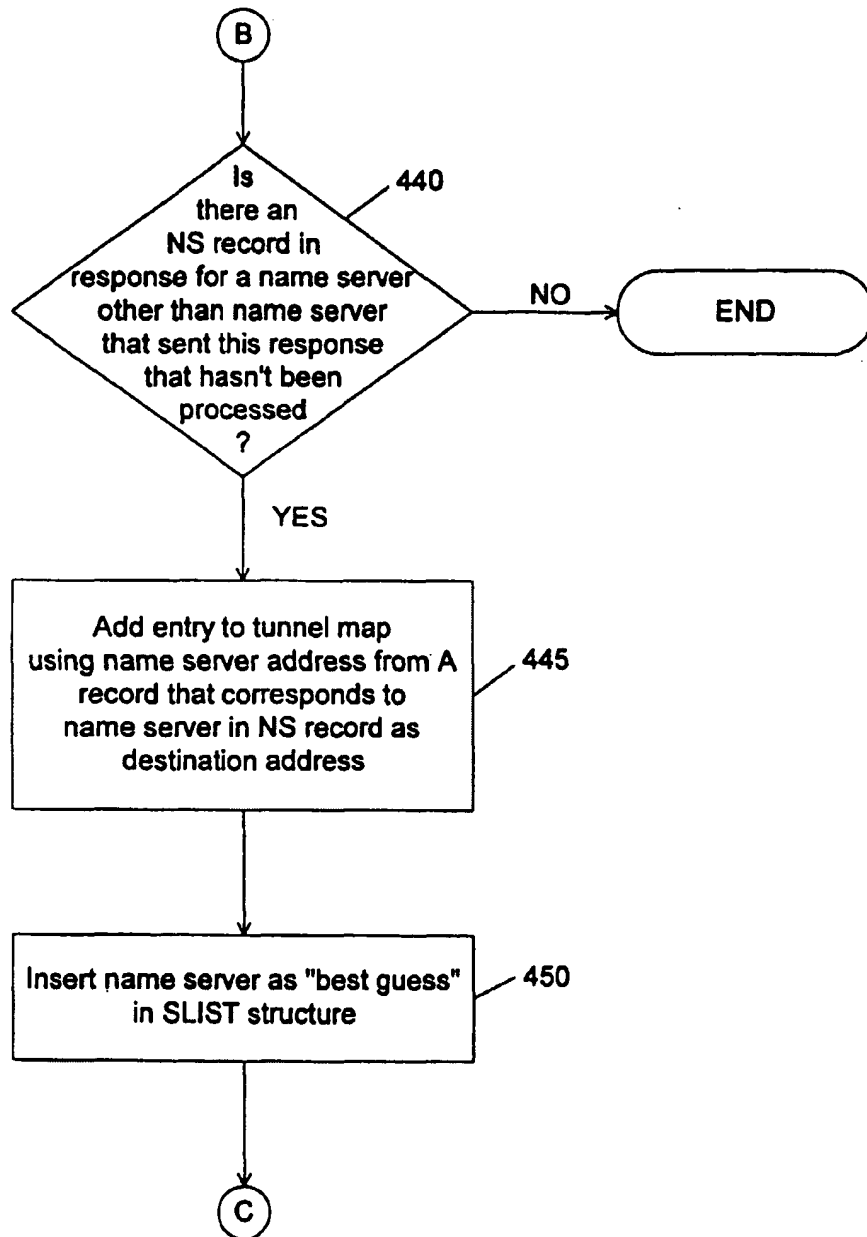 B
Is
there an
NS record in
response for a name server
other than name server
that sent this response
that hasn't been
processed
?
440
NO
END
YES
Add entry to tunnel map
using name server address from A
record that corresponds to
name server in NS record as
destination address
445
Insert name server as "best guess"
in SLIST structure
450
C